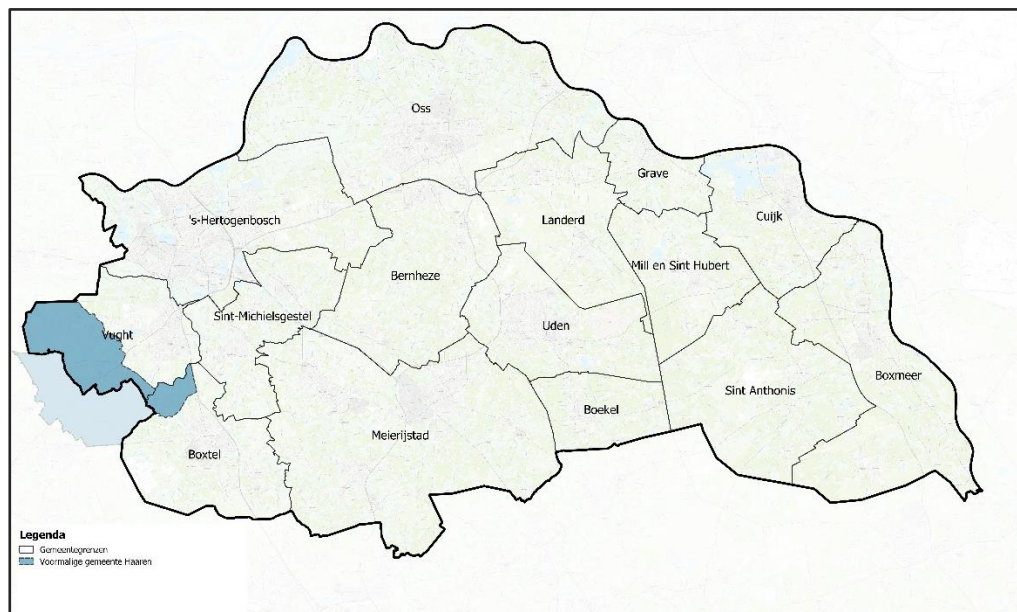 Oss
Grave
's-Hertogenbosch
Landerd
Cuijk
Bernheze
Mill en Sint Hubert
Sint-Michielsgestel
Vught
Uden
Boxmeer
Sint Anthonis
Boekel
Meierijstad
Boxtel
Legenda
Gemeentegrenzen
Voormalige gemeente Haaren